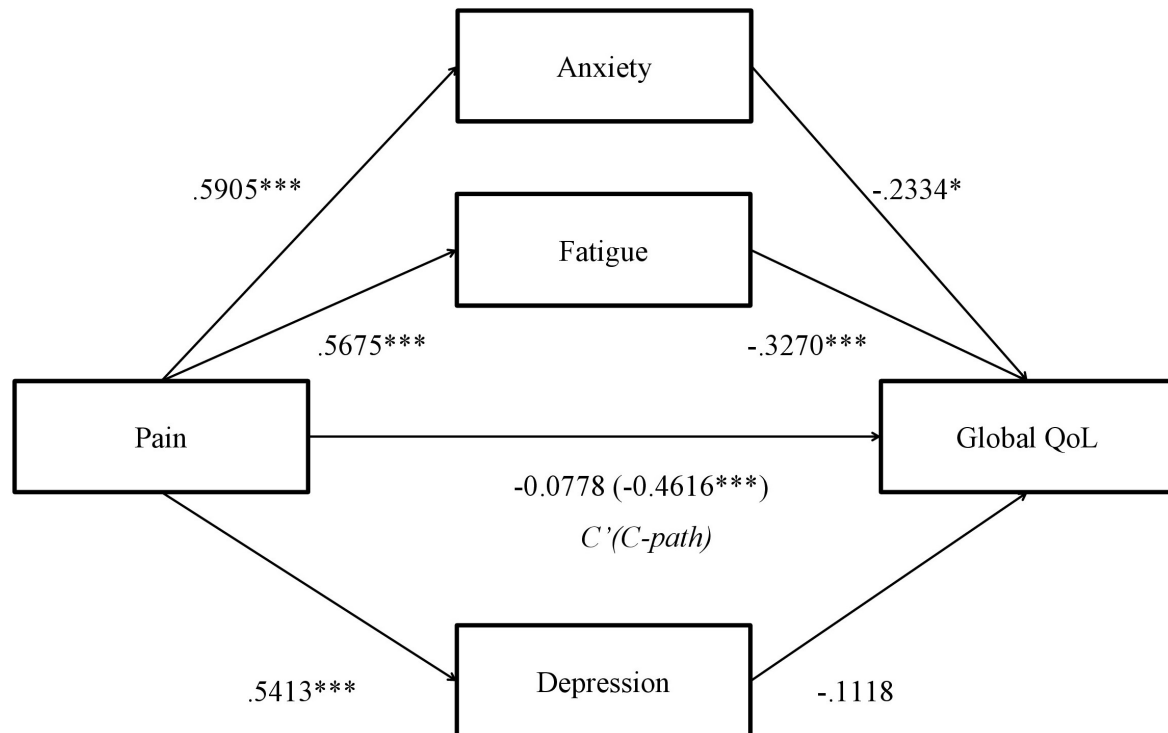 Anxiety
.5905***
-.2334*
Fatigue
.5675***
-.3270***
Pain
Global QoL
-0.0778 (-0.4616***)
C’(C-path)
Depression
.5413***
-.1118